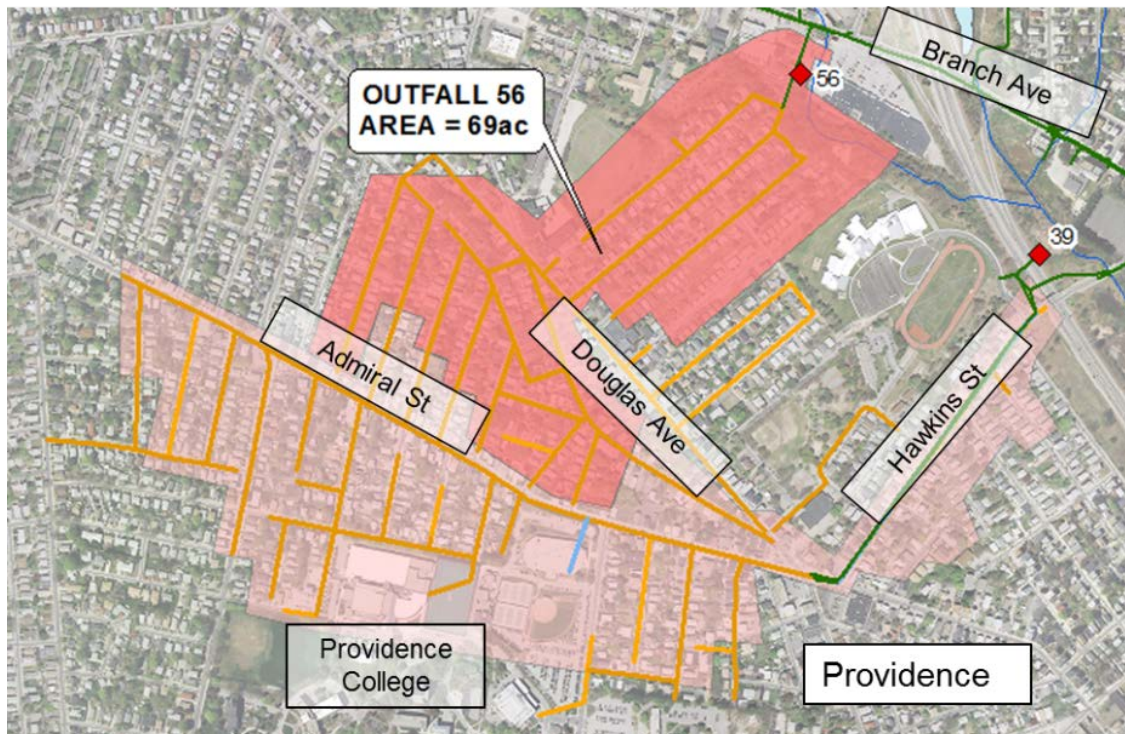 Branch Ave
OUTFALL 56
AREA = 69ac
56
39
Admiral St
Douglas Ave
Hawkins St
Providence
College
Providence